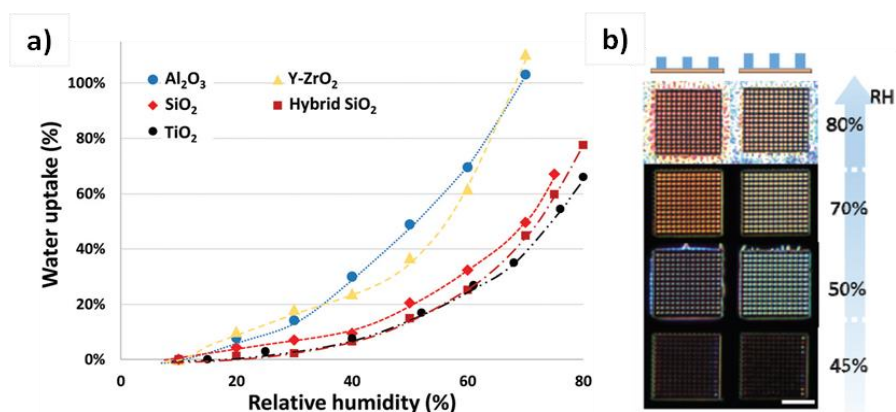 a)
Al₂O₃
Y-ZrO₂
SiO₂
Hybrid SiO₂
TiO₂
100%
80%
60%
40%
20%
0%
Water uptake (%)
0 20 40 60 80
Relative humidity (%)
b)
RH
80%
70%
50%
45%